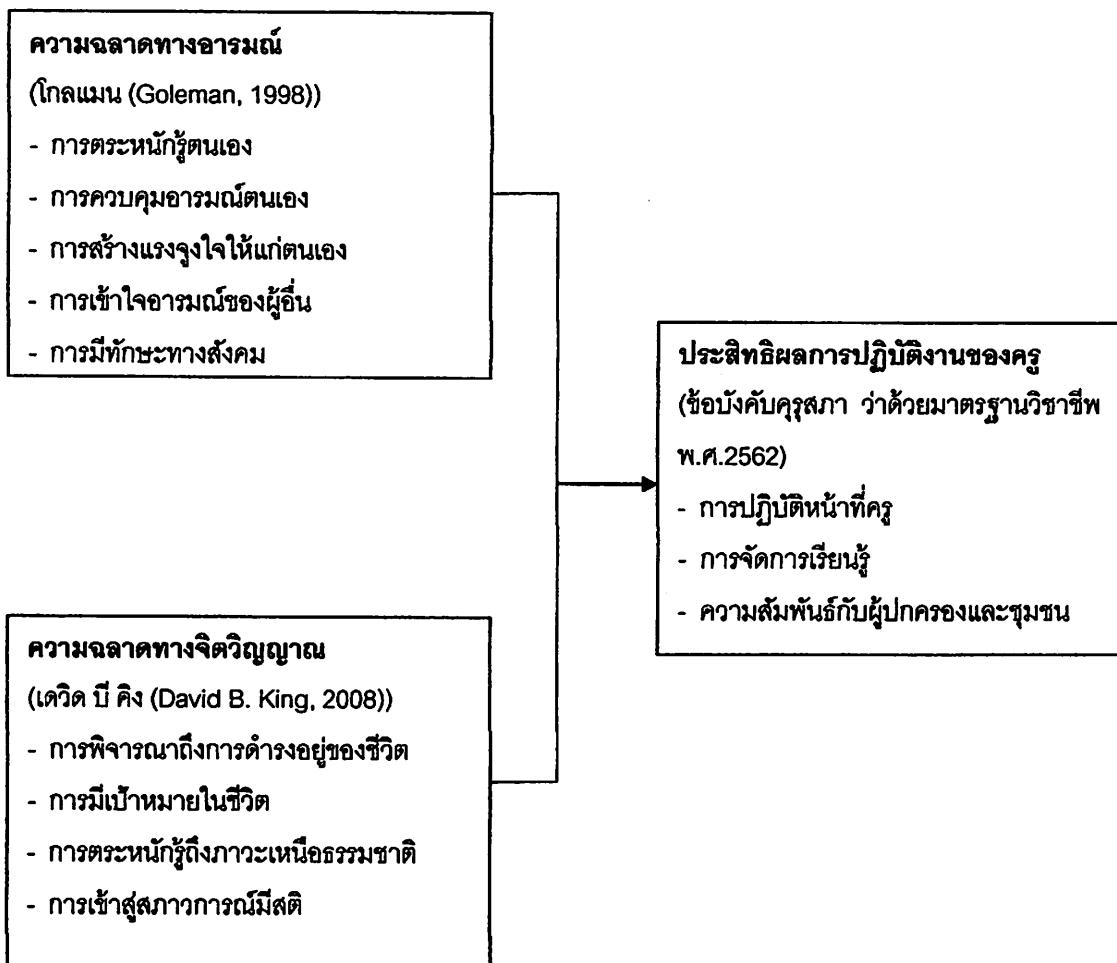 ความฉลาดทางอารมณ์
(โกลแมน (Goleman, 1998))
- การตระหนักรู้ตนเอง
- การควบคุมอารมณ์ตนเอง
- การสร้างแรงจูงใจให้แก่ตนเอง
- การเข้าใจอารมณ์ของผู้อื่น
- การมีทักษะทางสังคม
ประสิทธิผลการปฏิบัติงานของครู
(ข้อบังคับคุรุสภา ว่าด้วยมาตรฐานวิชาชีพ
พ.ศ.2562)
- การปฏิบัติหน้าที่ครู
- การจัดการเรียนรู้
- ความสัมพันธ์กับผู้ปกครองและชุมชน
ความฉลาดทางจิตวิญญาณ
(เดวิด บี คิง (David B. King, 2008))
- การพิจารณาถึงการดำรงอยู่ของชีวิต
- การมีเป้าหมายในชีวิต
- การตระหนักรู้ถึงภาวะเหนือธรรมชาติ
- การเข้าสู่สภาวการณ์มีสติ